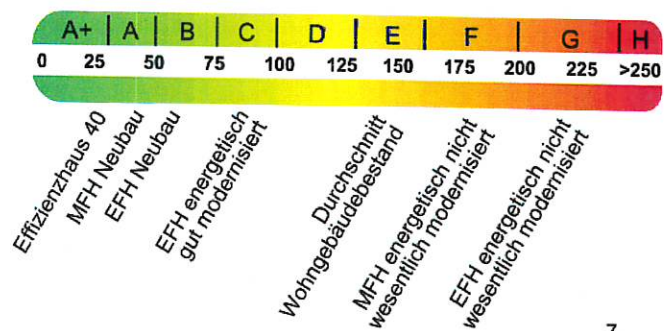 A+ A B C D E F G H
0 25 50 75 100 125 150 175 200 225 >250
Effizienzhaus 40
MFH Neubau
EFH Neubau
EFH energetisch
gut modernisiert
Durchschnitt
Wohngebäudebestand
MFH energetisch nicht
wesentlich modernisiert
EFH energetisch nicht
wesentlich modernisiert
7